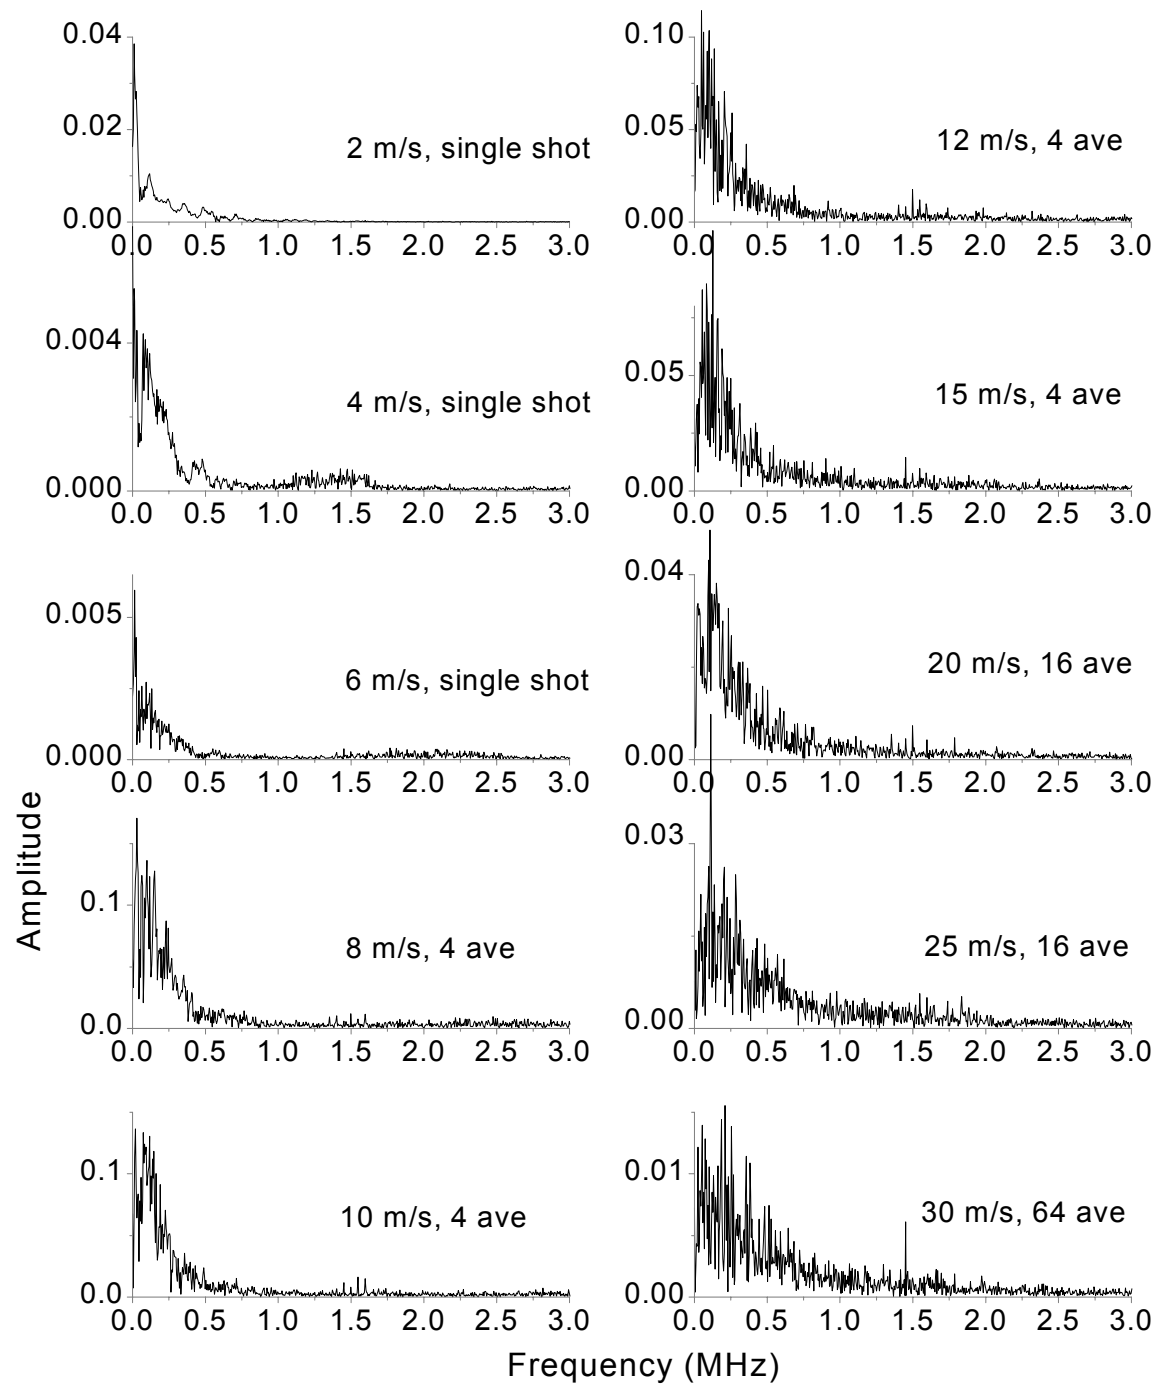 0.04
0.02
0.00
2 m/s, single shot
0.0 0.5 1.0 1.5 2.0 2.5 3.0
0.004
0.000
4 m/s, single shot
0.0 0.5 1.0 1.5 2.0 2.5 3.0
0.005
0.000
6 m/s, single shot
0.0 0.5 1.0 1.5 2.0 2.5 3.0
Amplitude
0.1
0.0
8 m/s, 4 ave
0.0 0.5 1.0 1.5 2.0 2.5 3.0
0.1
0.0
10 m/s, 4 ave
0.0 0.5 1.0 1.5 2.0 2.5 3.0
0.10
0.05
0.00
12 m/s, 4 ave
0.0 0.5 1.0 1.5 2.0 2.5 3.0
0.05
0.00
15 m/s, 4 ave
0.0 0.5 1.0 1.5 2.0 2.5 3.0
0.04
0.00
20 m/s, 16 ave
0.0 0.5 1.0 1.5 2.0 2.5 3.0
0.03
0.00
25 m/s, 16 ave
0.0 0.5 1.0 1.5 2.0 2.5 3.0
0.01
0.00
30 m/s, 64 ave
0.0 0.5 1.0 1.5 2.0 2.5 3.0
Frequency (MHz)